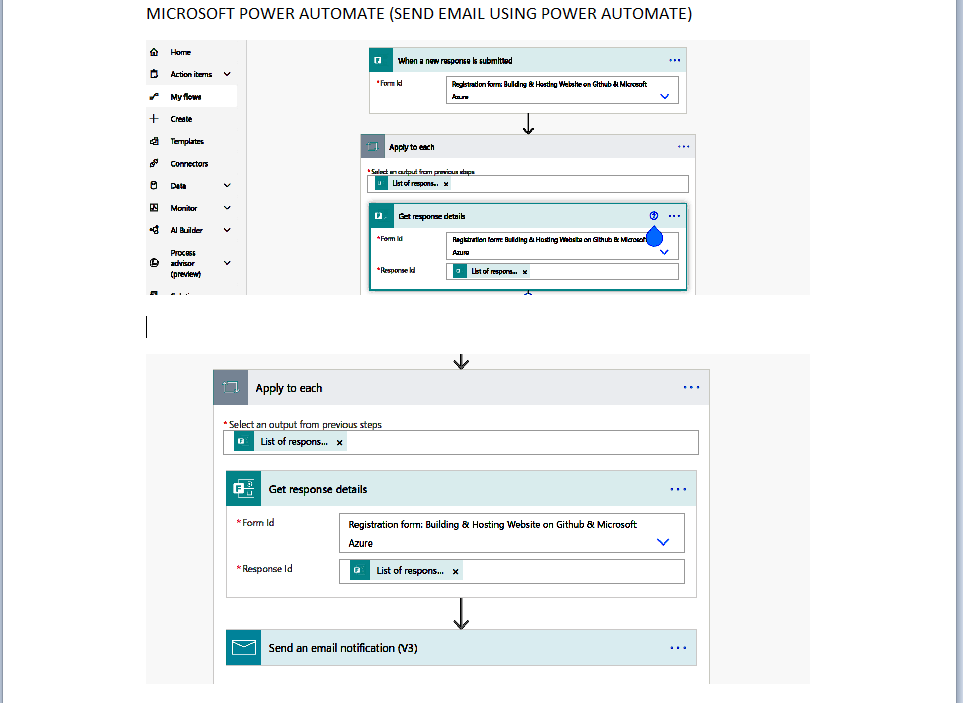 MICROSOFT POWER AUTOMATE (SEND EMAIL USING POWER AUTOMATE)
Home
Action items
My flows
Create
Templates
Connectors
Data
Monitor
AI Builder
Process
advisor
(preview)
When a new response is submitted
*Form Id
Registration form: Building & Hosting Website on Github & Microsoft
Azure
Apply to each
*Select an output from previous steps
List of respons... x
Get response details
*Form Id
Registration form: Building & Hosting Website on Github & Microsof
Azure
*Response Id
List of respons... x
Apply to each
*Select an output from previous steps
List of respons... x
Get response details
*Form Id
Registration form: Building & Hosting Website on Github & Microsoft
Azure
*Response Id
List of respons... x
Send an email notification (V3)